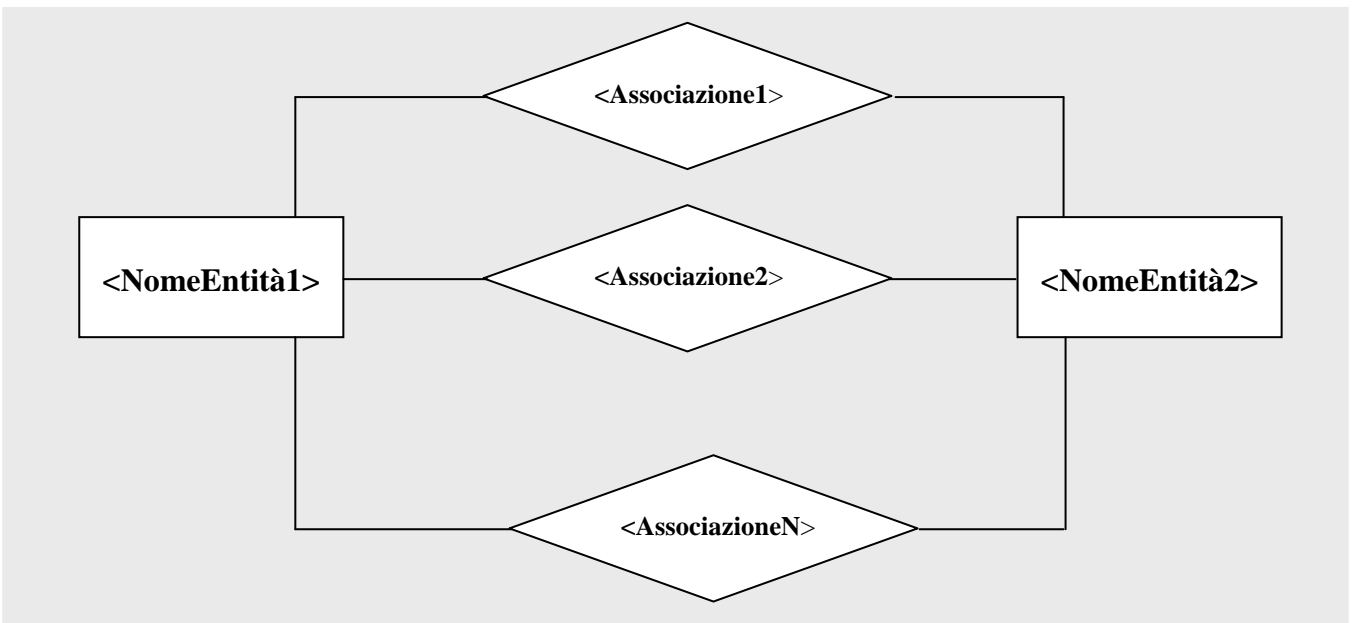 <Associazione1>
<Associazione2>
<NomeEntità1>
<NomeEntità2>
<AssociazioneN>